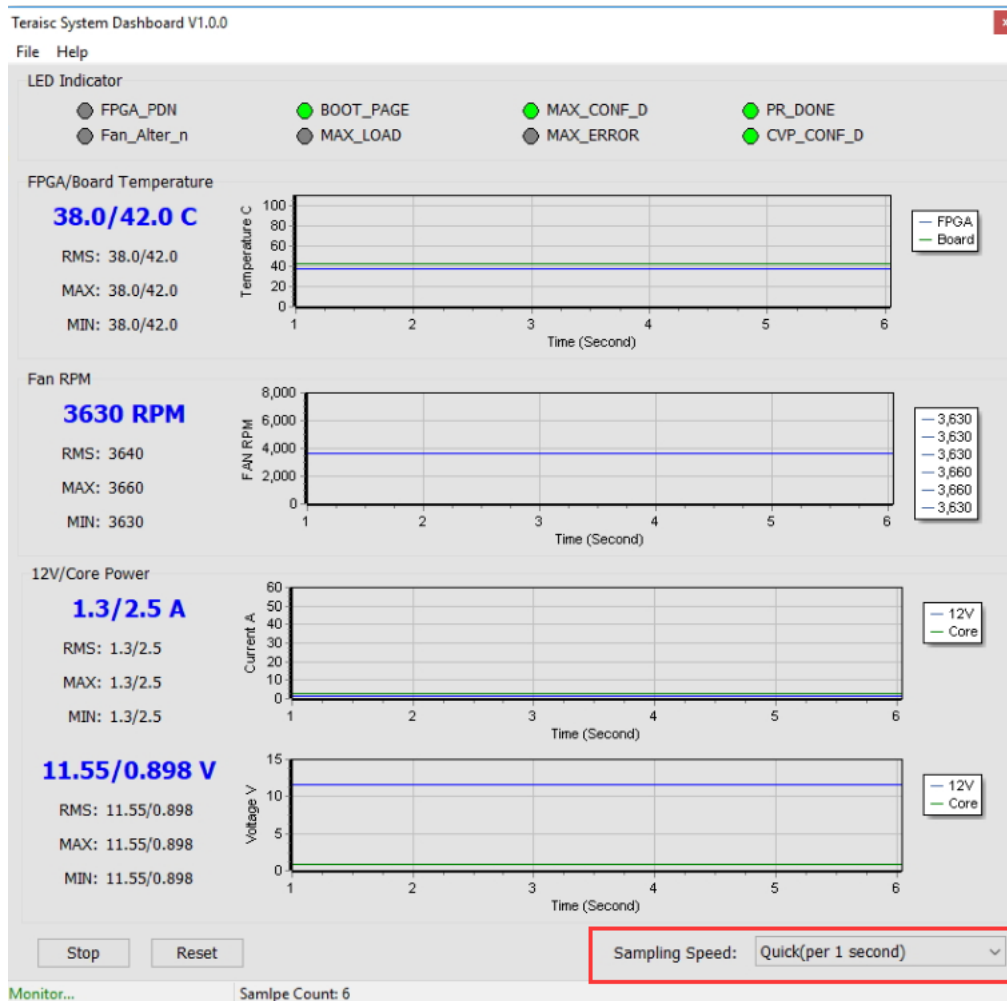 Teraisc System Dashboard V1.0.0
File Help
LED Indicator
FPGA_PDN BOOT_PAGE MAX_CONF_D PR_DONE
Fan_Alter_n MAX_LOAD MAX_ERROR CVP_CONF_D
FPGA/Board Temperature
38.0/42.0 C
RMS: 38.0/42.0
MAX: 38.0/42.0
MIN: 38.0/42.0
Temperature C
100
80
60
40
20
0
1 2 3 4 5 6
Time (Second)
FPGA
Board
Fan RPM
3630 RPM
RMS: 3640
MAX: 3660
MIN: 3630
FAN RPM
8,000
6,000
4,000
2,000
0
1 2 3 4 5 6
Time (Second)
3,630
3,630
3,630
3,660
3,660
3,630
12V/Core Power
1.3/2.5 A
RMS: 1.3/2.5
MAX: 1.3/2.5
MIN: 1.3/2.5
Current A
60
50
40
30
20
10
0
1 2 3 4 5 6
Time (Second)
12V
Core
11.55/0.898 V
RMS: 11.55/0.898
MAX: 11.55/0.898
MIN: 11.55/0.898
Voltage V
15
10
5
0
1 2 3 4 5 6
Time (Second)
12V
Core
Stop Reset Sampling Speed: Quick(per 1 second)
Monitor... Samlpe Count: 6